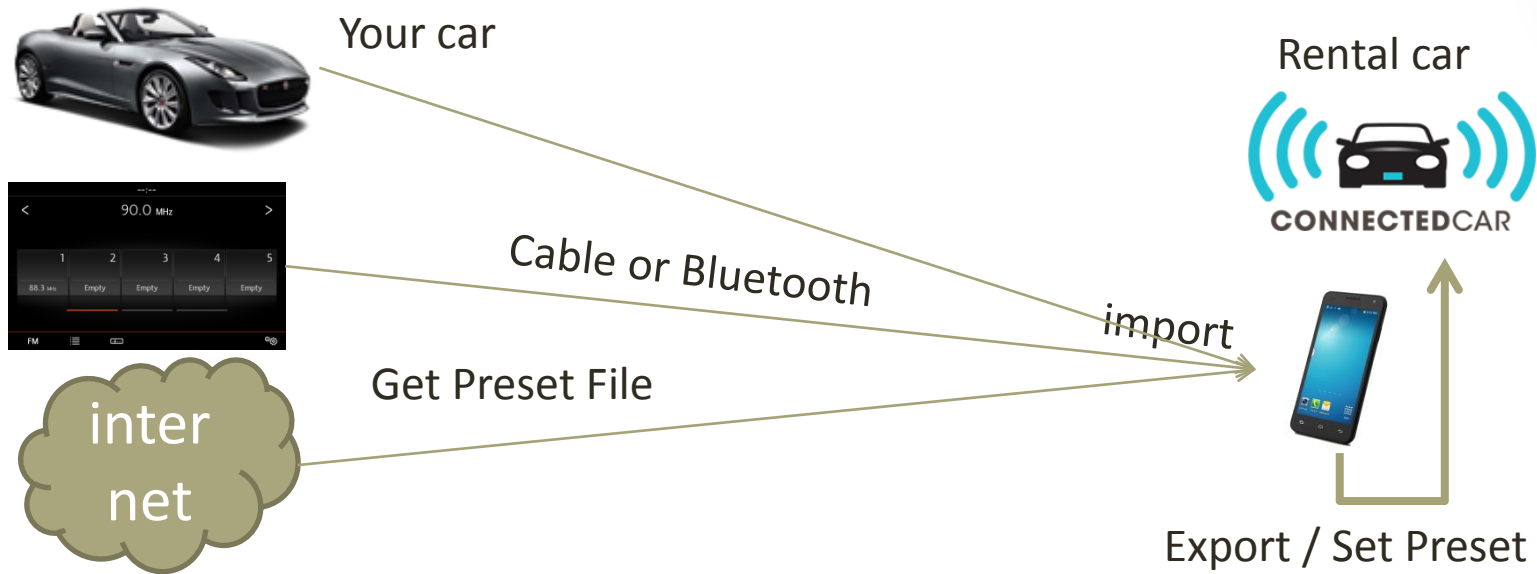 Your car
Rental car
CONNECTEDCAR
--:--
< 90.0 MHz >
1 2 3 4 5
88.3 MHz Empty Empty Empty Empty
FM
Cable or Bluetooth
import
Get Preset File
inter
net
Export / Set Preset